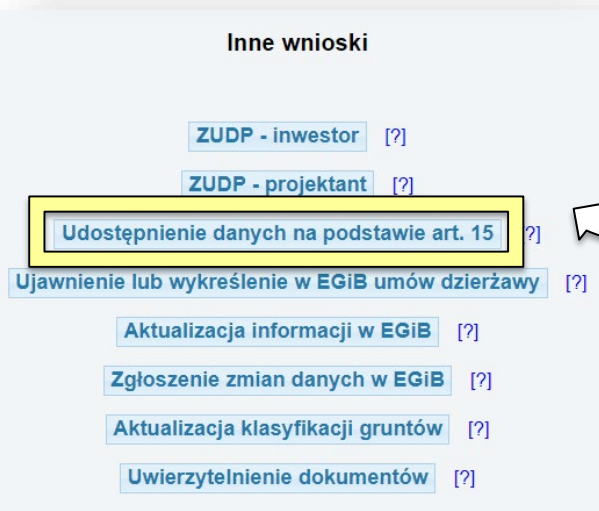 Inne wnioski
ZUDP - inwestor [?]
ZUDP - projektant [?]
Udostępnienie danych na podstawie art. 15 ?]
Ujawnienie lub wykreślenie w EGiB umów dzierżawy [?]
Aktualizacja informacji w EGiB [?]
Zgłoszenie zmian danych w EGiB [?]
Aktualizacja klasyfikacji gruntów [?]
Uwierzytelnienie dokumentów [?]